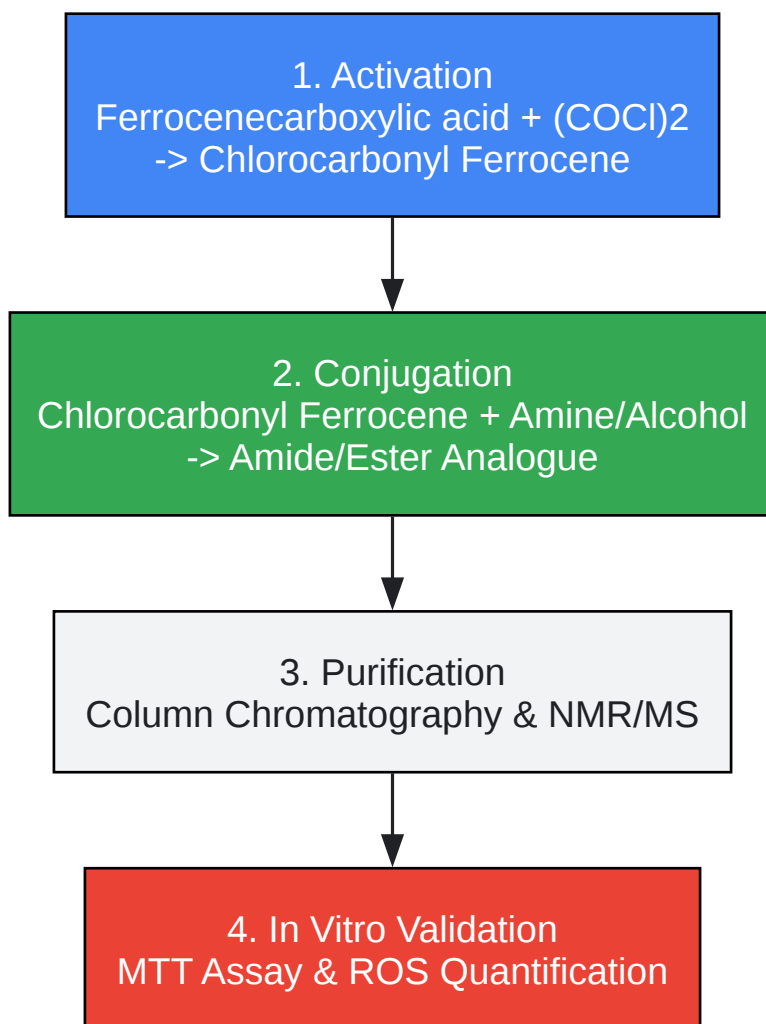 1. Activation
Ferrocenecarboxylic acid + (COCl)2
-> Chlorocarbonyl Ferrocene
2. Conjugation
Chlorocarbonyl Ferrocene + Amine/Alcohol
-> Amide/Ester Analogue
3. Purification
Column Chromatography & NMR/MS
4. In Vitro Validation
MTT Assay & ROS Quantification